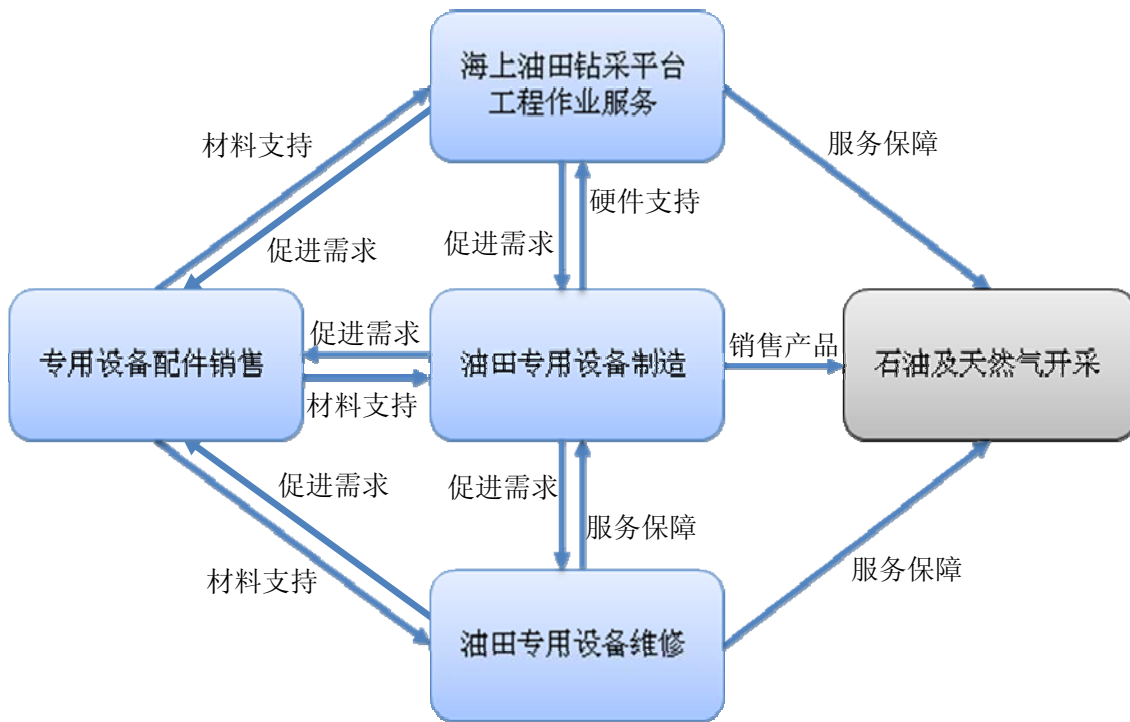 海上油田钻采平台
工程作业服务
材料支持
服务保障
硬件支持
促进需求
促进需求
专用设备配件销售
促进需求
材料支持
油田专用设备制造
销售产品
石油及天然气开采
促进需求
促进需求
服务保障
材料支持
服务保障
油田专用设备维修